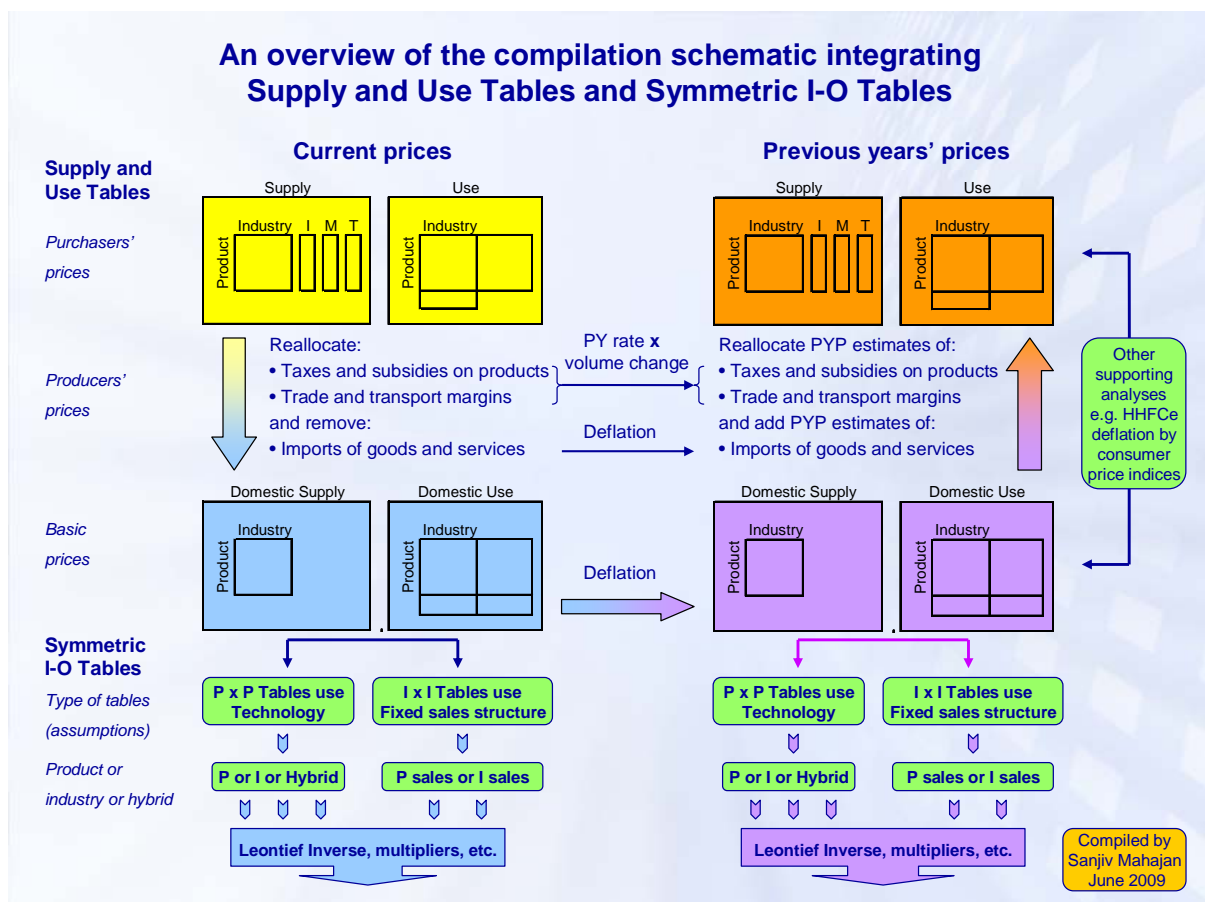 An overview of the compilation schematic integrating
Supply and Use Tables and Symmetric I-O Tables
Current prices
Previous years’ prices
Supply and
Use Tables
Purchasers’
prices
Supply
Industry I M T
Product
Use
Industry
Product
Supply
Industry I M T
Product
Use
Industry
Product
Producers’
prices
Reallocate:
• Taxes and subsidies on products
• Trade and transport margins
and remove:
• Imports of goods and services
PY rate x
volume change
Deflation
Reallocate PYP estimates of:
• Taxes and subsidies on products
• Trade and transport margins
and add PYP estimates of:
• Imports of goods and services
Other
supporting
analyses
e.g. HHFCe
deflation by
consumer
price indices
Basic
prices
Domestic Supply
Industry
Product
Domestic Use
Industry
Product
Deflation
Domestic Supply
Industry
Product
Domestic Use
Industry
Product
Symmetric
I-O Tables
Type of tables
(assumptions)
P x P Tables use
Technology
I x I Tables use
Fixed sales structure
P x P Tables use
Technology
I x I Tables use
Fixed sales structure
Product or
industry or hybrid
P or I or Hybrid
P sales or I sales
P or I or Hybrid
P sales or I sales
Leontief Inverse, multipliers, etc.
Leontief Inverse, multipliers, etc.
Compiled by
Sanjiv Mahajan
June 2009